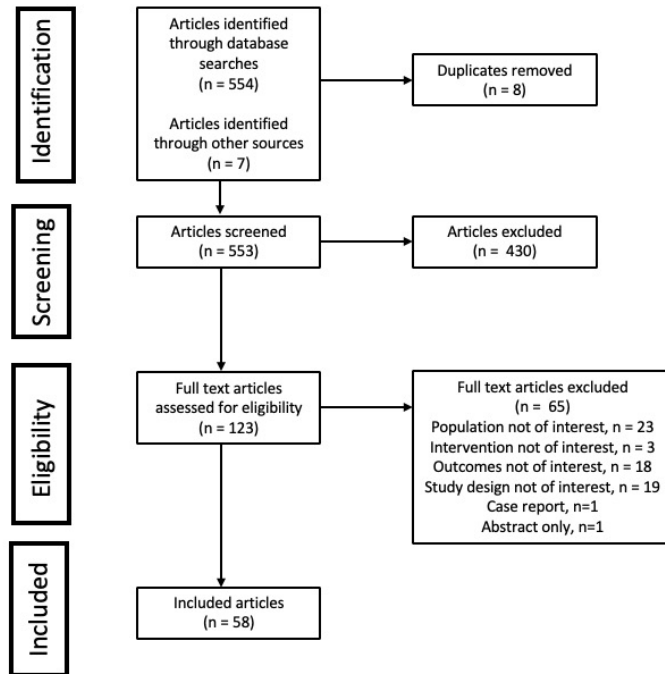 Identification
Articles identified
through database
searches
(n = 554)
Articles identified
through other sources
(n = 7)
Duplicates removed
(n = 8)
Screening
Articles screened
(n = 553)
Articles excluded
(n = 430)
Eligibility
Full text articles
assessed for eligibility
(n = 123)
Full text articles excluded
(n = 65)
Population not of interest, n = 23
Intervention not of interest, n = 3
Outcomes not of interest, n = 18
Study design not of interest, n = 19
Case report, n=1
Abstract only, n=1
Included
Included articles
(n = 58)